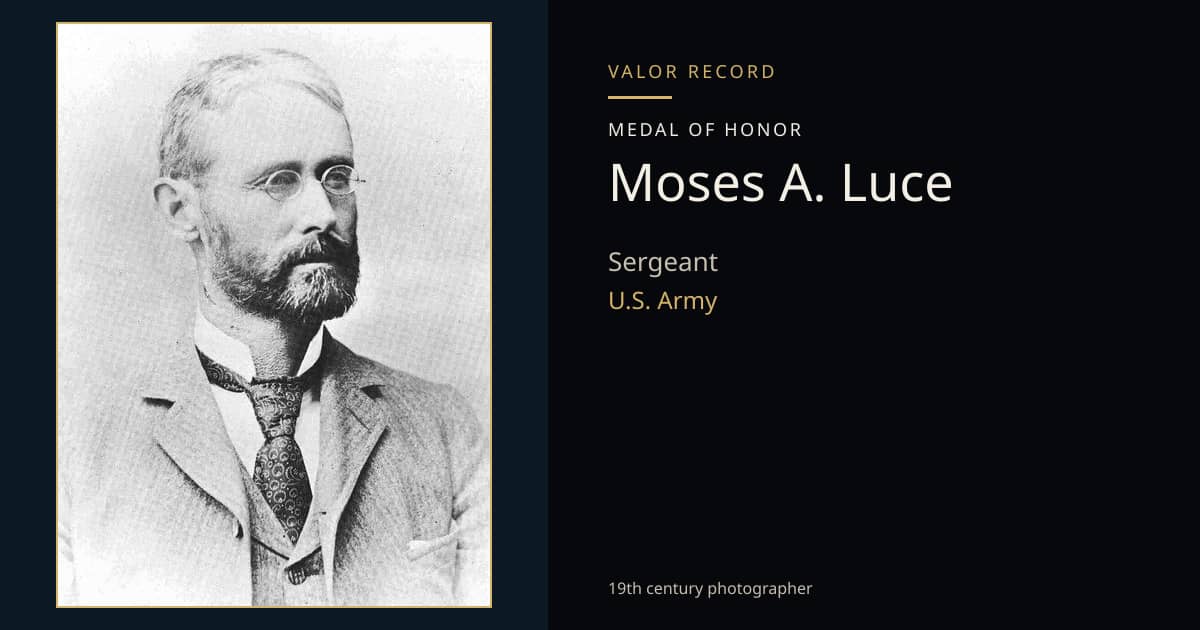 VALOR RECORD
MEDAL OF HONOR
Moses A. Luce
Sergeant
U.S. Army
19th century photographer